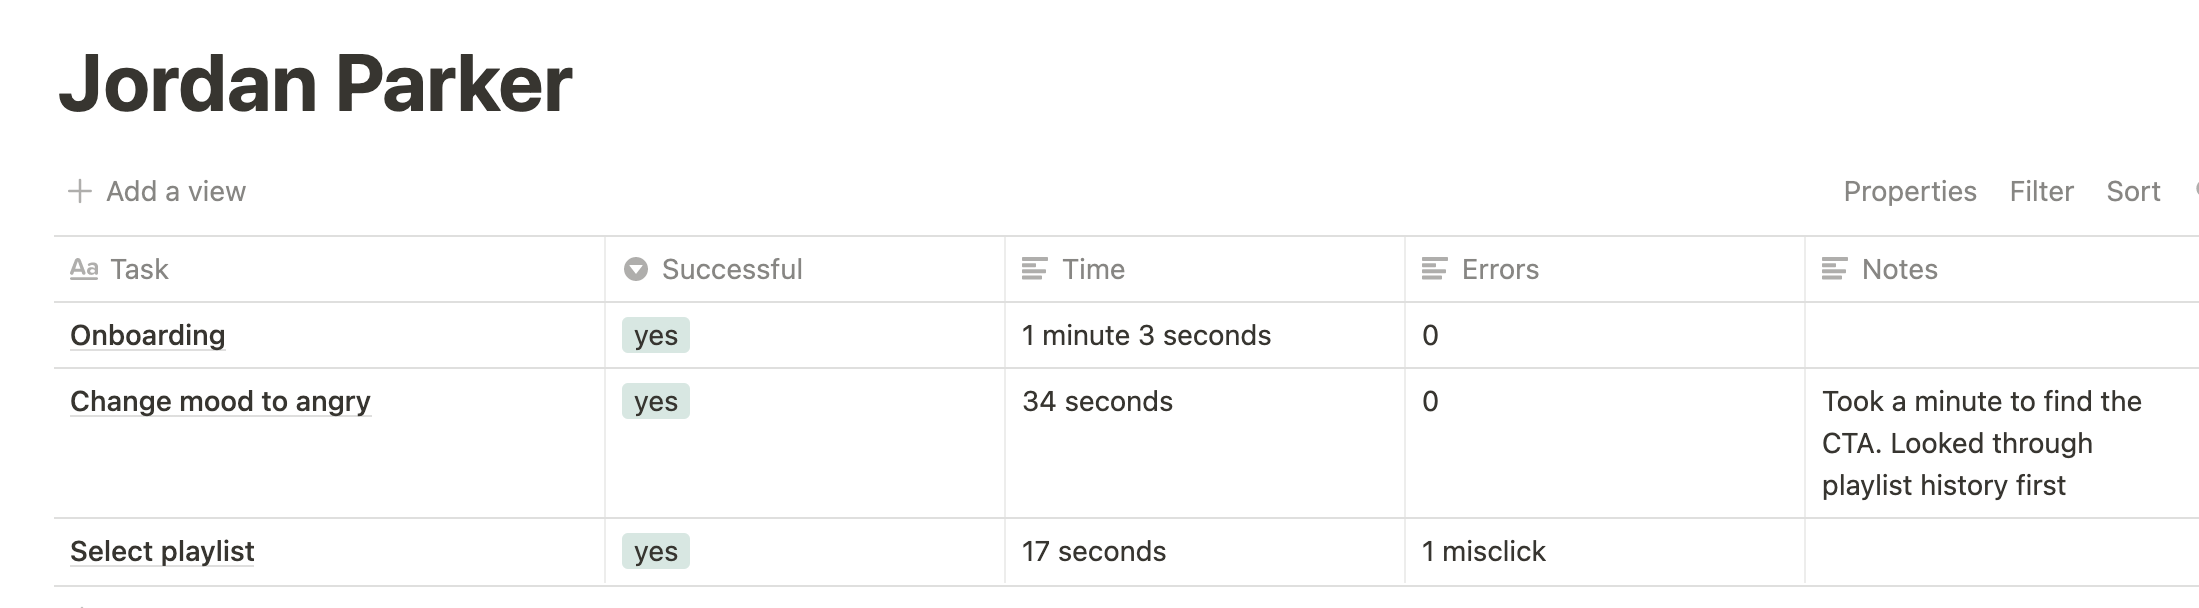 Jordan Parker
Add a view
Properties Filter Sort
Aa Task Successful Time Errors Notes
Onboarding yes 1 minute 3 seconds 0
Change mood to angry yes 34 seconds 0 Took a minute to find the
CTA. Looked through
playlist history first
Select playlist yes 17 seconds 1 misclick